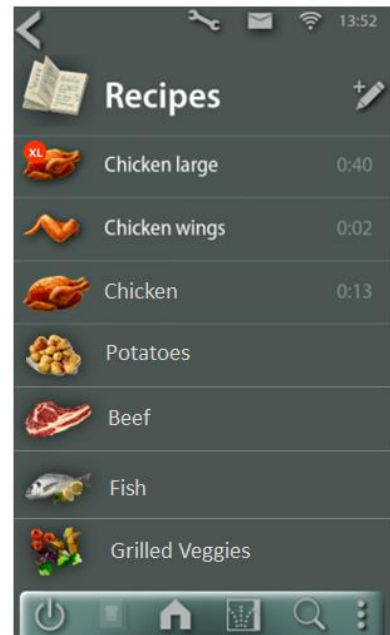 13:52
Recipes
XL
Chicken large 0:40
Chicken wings 0:02
Chicken 0:13
Potatoes
Beef
Fish
Grilled Veggies